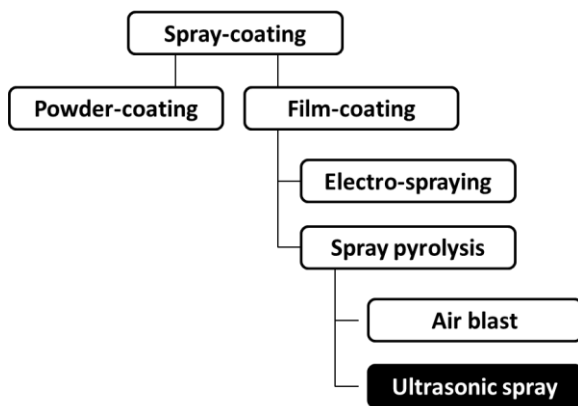 Spray-coating
Powder-coating
Film-coating
Electro-spraying
Spray pyrolysis
Air blast
Ultrasonic spray